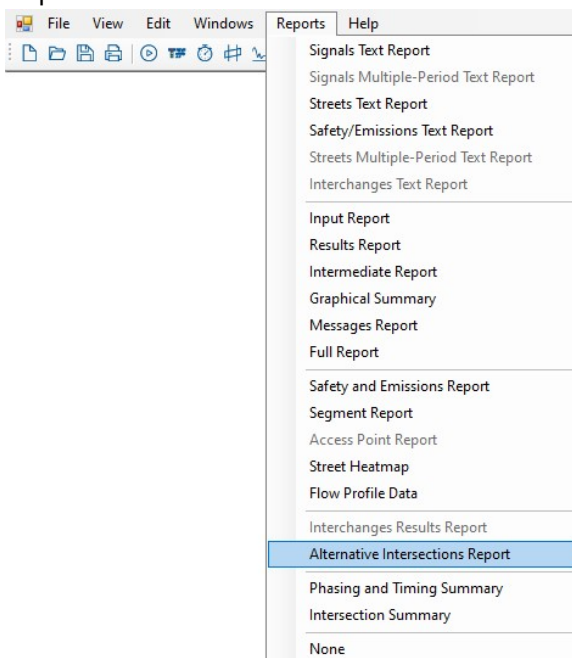 File View Edit Windows Reports Help
Signals Text Report
Signals Multiple-Period Text Report
Streets Text Report
Safety/Emissions Text Report
Streets Multiple-Period Text Report
Interchanges Text Report
Input Report
Results Report
Intermediate Report
Graphical Summary
Messages Report
Full Report
Safety and Emissions Report
Segment Report
Access Point Report
Street Heatmap
Flow Profile Data
Interchanges Results Report
Alternative Intersections Report
Phasing and Timing Summary
Intersection Summary
None